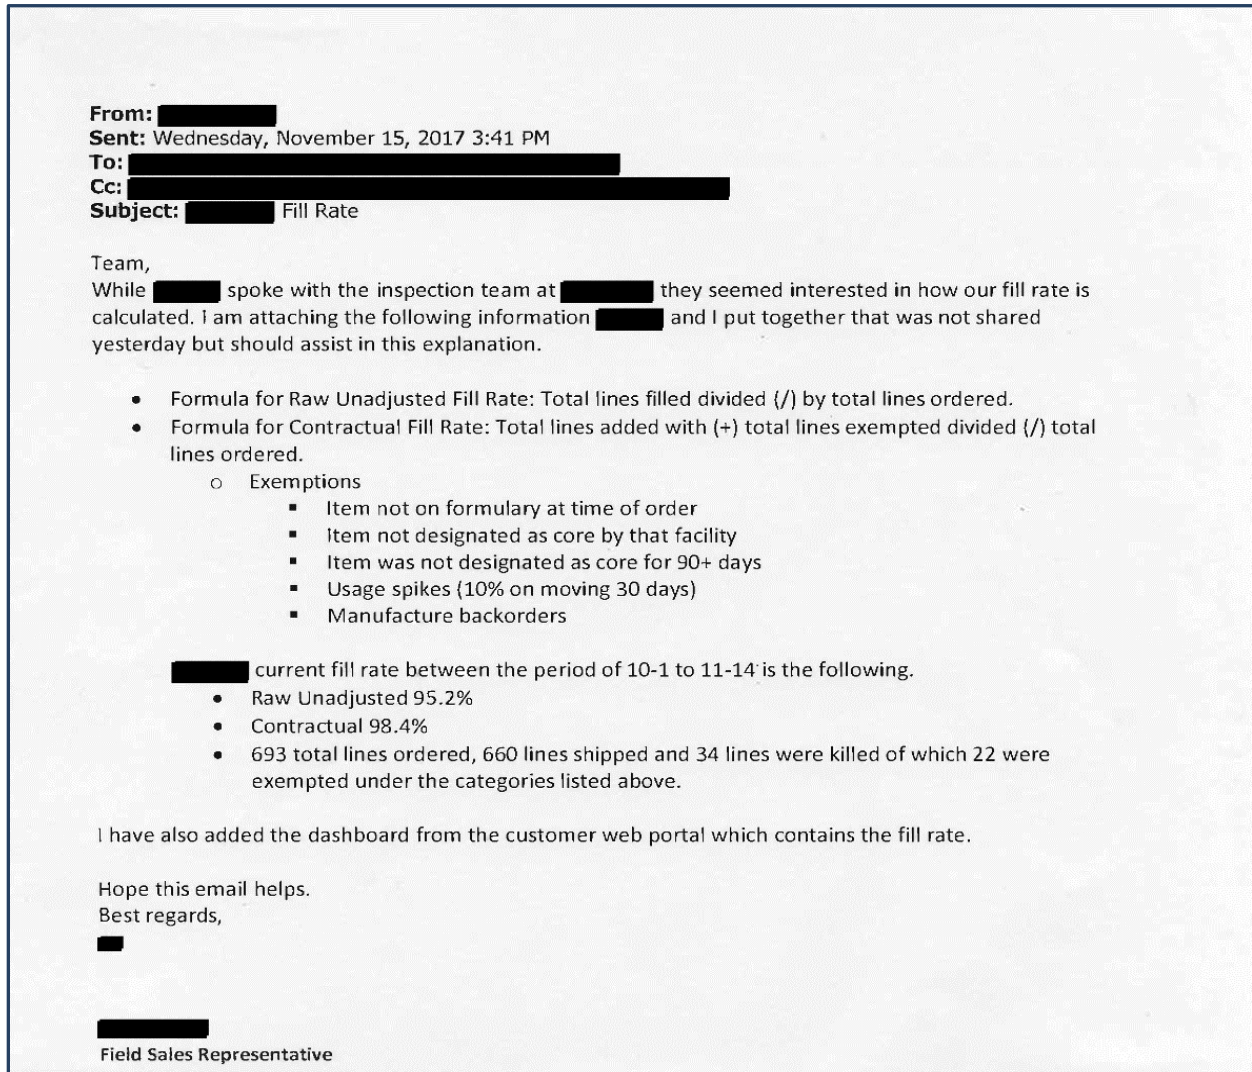 From:
Sent: Wednesday, November 15, 2017 3:41 PM
To:
Cc:
Subject: Fill Rate
Team,
While spoke with the inspection team at they seemed interested in how our fill rate is
calculated. I am attaching the following information and I put together that was not shared
yesterday but should assist in this explanation.
• Formula for Raw Unadjusted Fill Rate: Total lines filled divided (/) by total lines ordered.
• Formula for Contractual Fill Rate: Total lines added with (+) total lines exempted divided (/) total
lines ordered.
o Exemptions
▪ Item not on formulary at time of order
▪ Item not designated as core by that facility
▪ Item was not designated as core for 90+ days
▪ Usage spikes (10% on moving 30 days)
▪ Manufacture backorders
current fill rate between the period of 10-1 to 11-14 is the following.
• Raw Unadjusted 95.2%
• Contractual 98.4%
• 693 total lines ordered, 660 lines shipped and 34 lines were killed of which 22 were
exempted under the categories listed above.
I have also added the dashboard from the customer web portal which contains the fill rate.
Hope this email helps.
Best regards,
Field Sales Representative